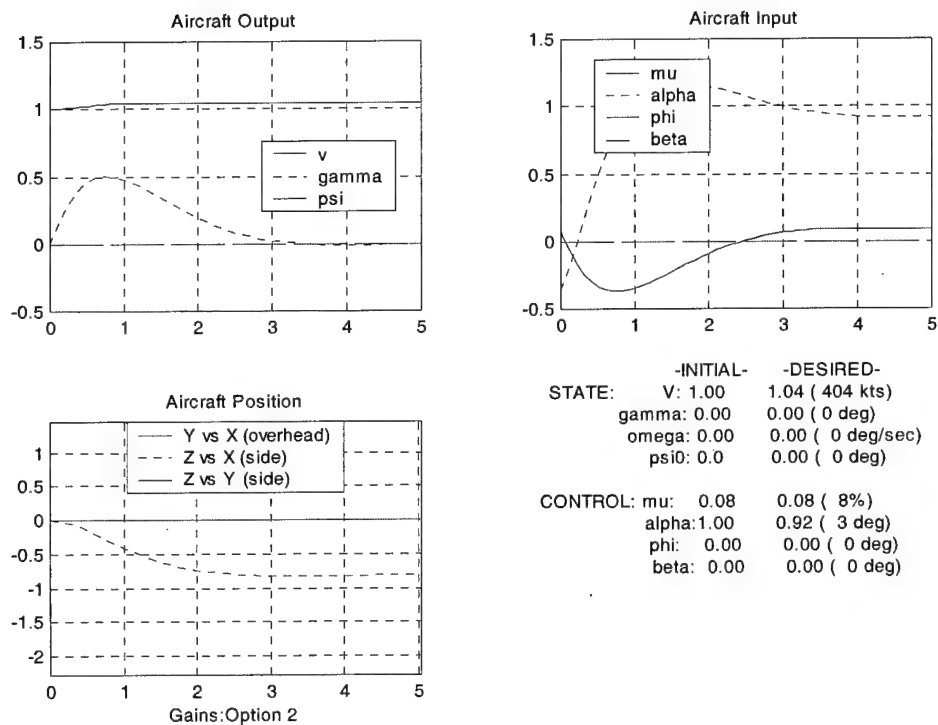 Aircraft Output
1.5
1
0.5
0
-0.5
0 1 2 3 4 5
v
gamma
psi
Aircraft Input
1.5
1
0.5
0
-0.5
0 1 2 3 4 5
mu
alpha
phi
beta
Aircraft Position
1
0.5
0
-0.5
-1
-1.5
-2
0 1 2 3 4 5
Y vs X (overhead)
Z vs X (side)
Z vs Y (side)
Gains:Option 2
-INITIAL- -DESIRED-
STATE: V: 1.00 1.04 ( 404 kts)
gamma: 0.00 0.00 ( 0 deg)
omega: 0.00 0.00 ( 0 deg/sec)
psi0: 0.0 0.00 ( 0 deg)
CONTROL: mu: 0.08 0.08 ( 8%)
alpha:1.00 0.92 ( 3 deg)
phi: 0.00 0.00 ( 0 deg)
beta: 0.00 0.00 ( 0 deg)